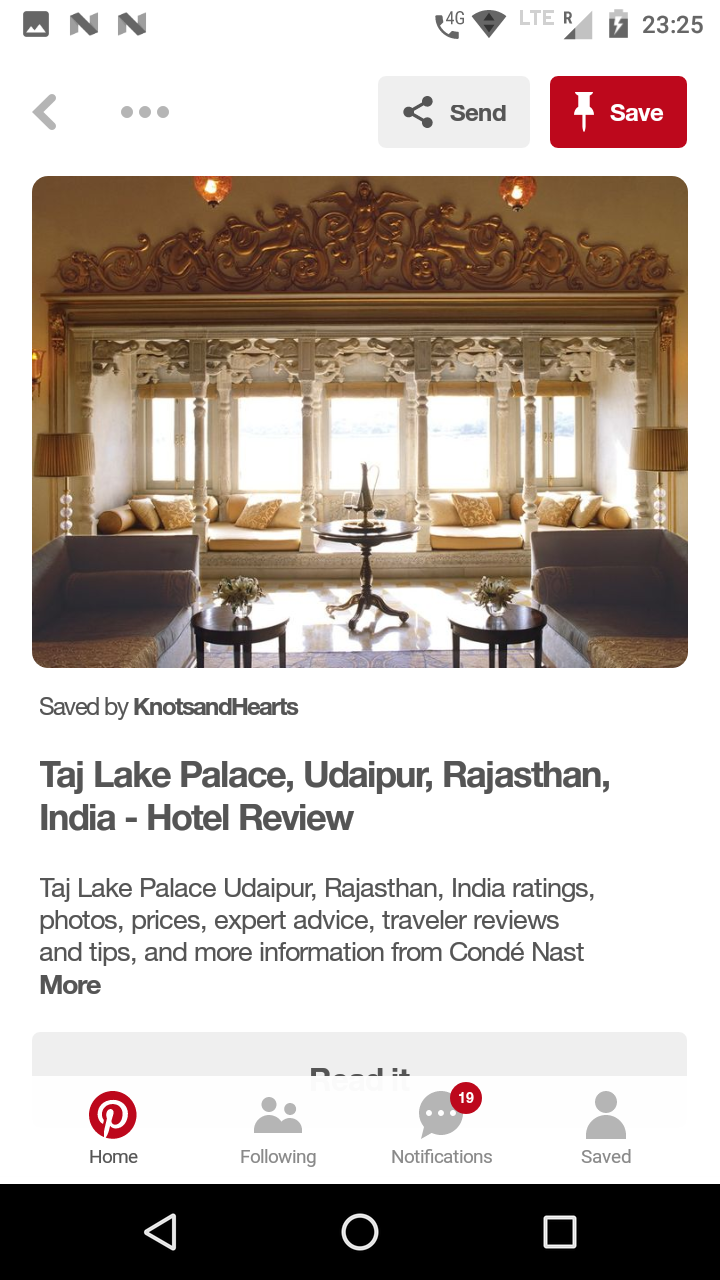 4G LTE R 23:25
Send Save
Saved by KnotsandHearts
Taj Lake Palace, Udaipur, Rajasthan,
India - Hotel Review
Taj Lake Palace Udaipur, Rajasthan, India ratings,
photos, prices, expert advice, traveler reviews
and tips, and more information from Condé Nast
More
Read it
19
Home Following Notifications Saved